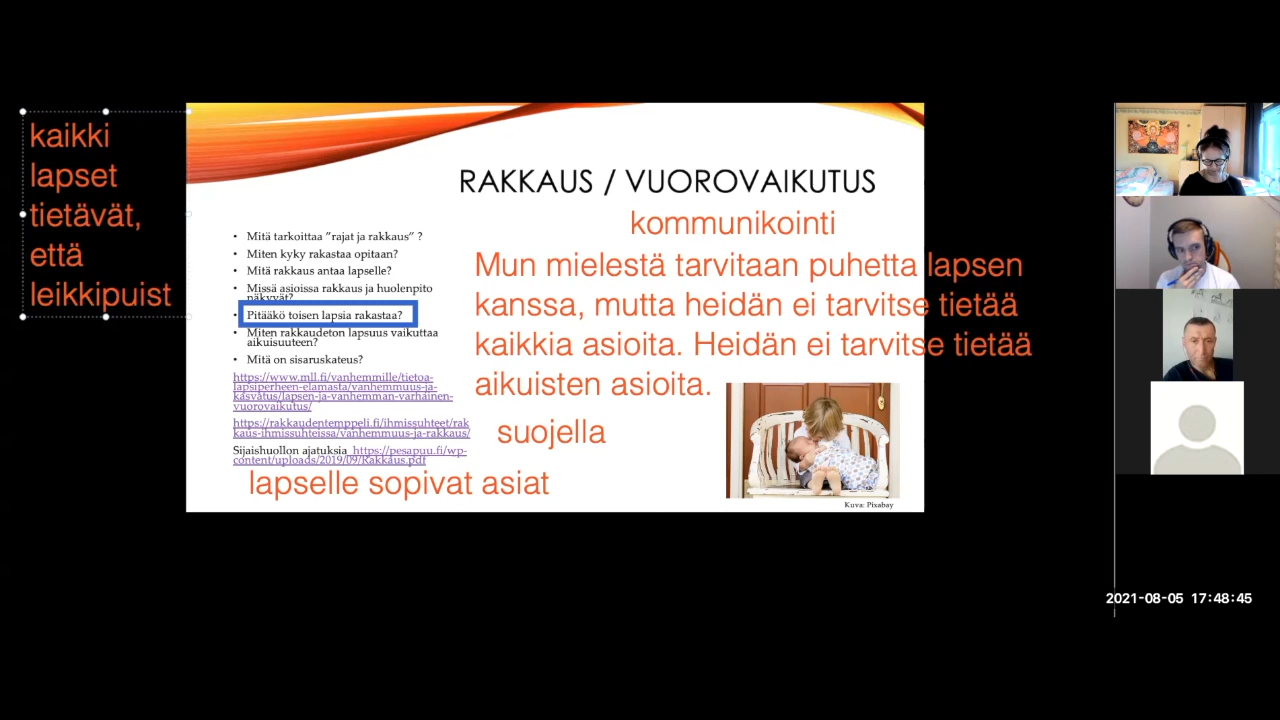 kaikki
lapset
tietävät,
että
leikkipuist
RAKKAUS / VUOROVAIKUTUS
kommunikointi
Mun mielestä tarvitaan puhetta lapsen
kanssa, mutta heidän ei tarvitse tietää
kaikkia asioita. Heidän ei tarvitse tietää
aikuisten asioita.
suojella
lapselle sopivat asiat
• Mitä tarkoittaa ”rajat ja rakkaus” ?
• Miten kyky rakastaa opitaan?
• Mitä rakkaus antaa lapselle?
• Missä asioissa rakkaus ja huolenpito
näkyvät?
• Pitääkö toisen lapsia rakastaa?
• Miten rakkaudeton lapsuus vaikuttaa
aikuisuuteen?
• Mitä on sisaruskateus?
https://www.mll.fi/vanhemmille/tietoa-
lapsiperheen-elamasta/vanhemmuus-ja-
kasvatus/lapsen-ja-vanhemman-varhainen-
vuorovaikutus/
https://rakkaudentemppeli.fi/ihmissuhteet/rak
kaus-ihmissuhteissa/vanhemmuus-ja-rakkaus/
Sijaishuollon ajatuksia https://pesapuu.fi/wp-
content/uploads/2019/09/Rakkaus.pdf
Kuva: Pixabay
2021-08-05 17:48:45